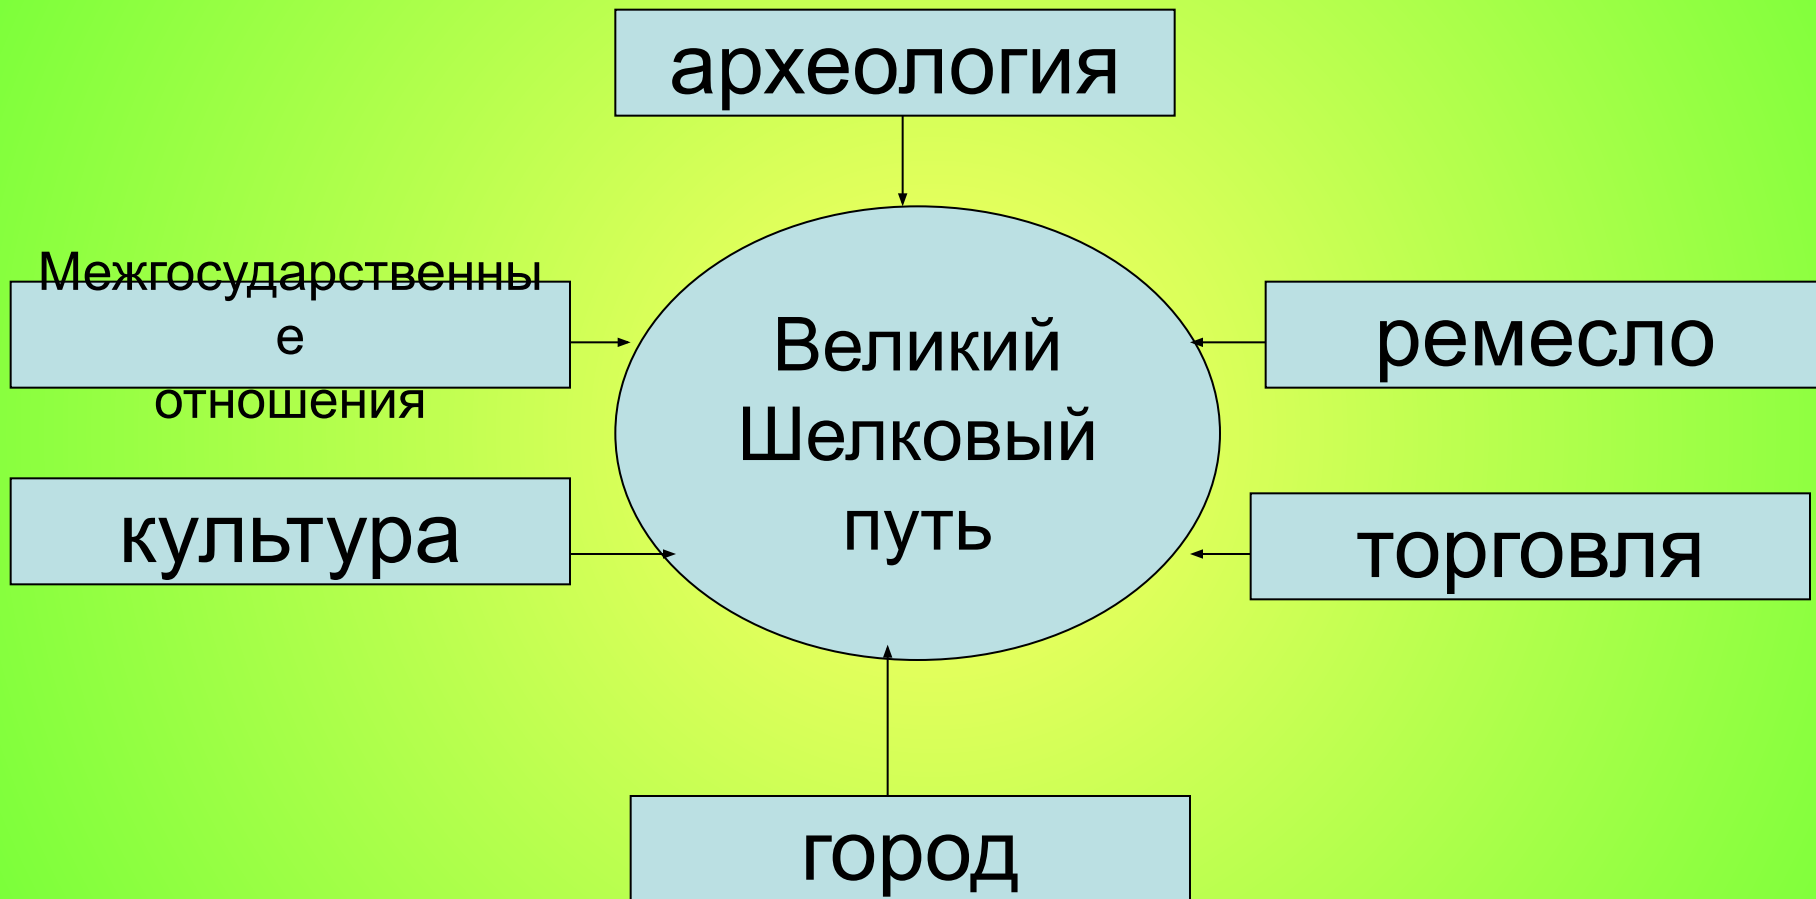 археология
Межгосударственны
е
отношения
Великий
Шелковый
путь
ремесло
культура
торговля
город